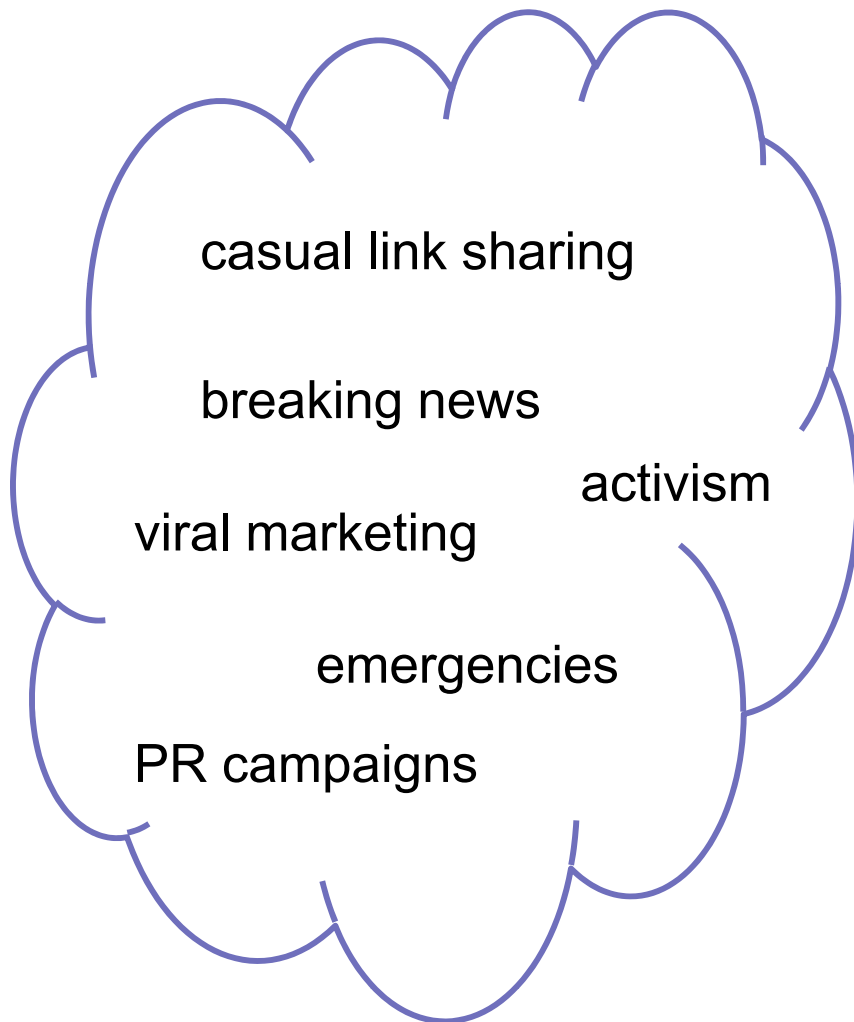 casual link sharing
breaking news
activism
viral marketing
emergencies
PR campaigns